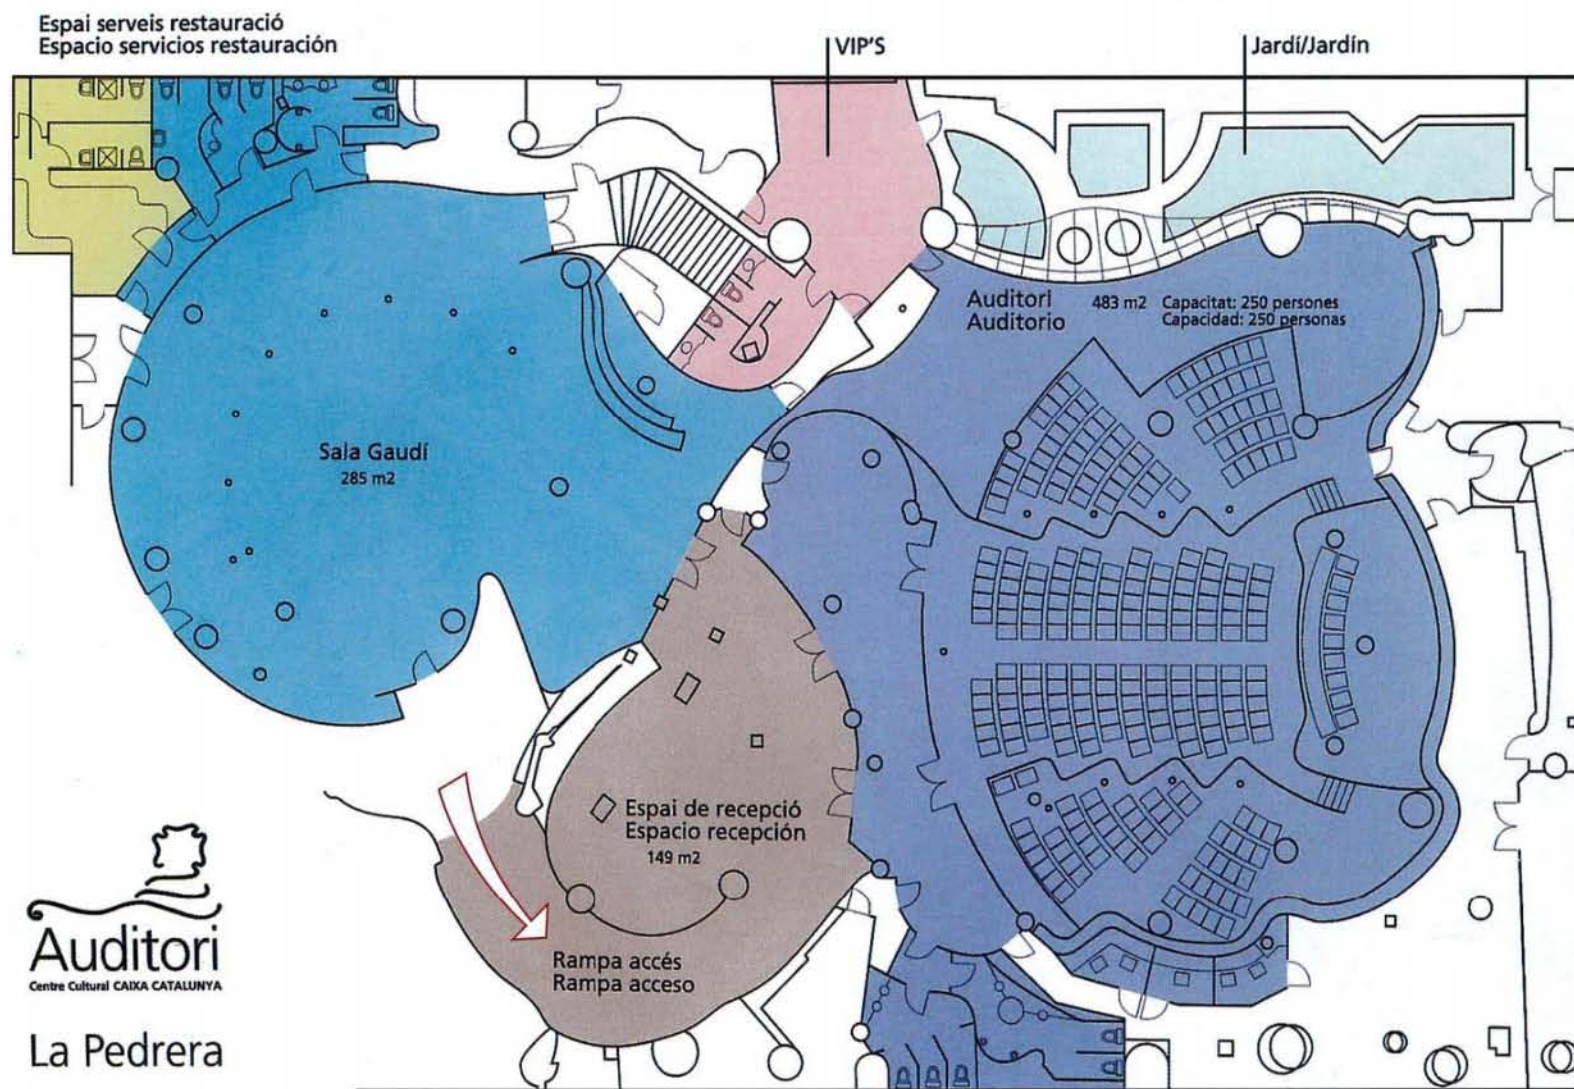 Espai serveis restauració
Espacio servicios restauración
VIP'S
Jardí/Jardín
Auditori
Auditorio
483 m2
Capacitat: 250 persones
Capacidad: 250 personas
Sala Gaudí
285 m2
Espai de recepció
Espacio recepción
149 m2
Rampa accés
Rampa acceso
Auditori
Centre Cultural CAIXA CATALUNYA
La Pedrera